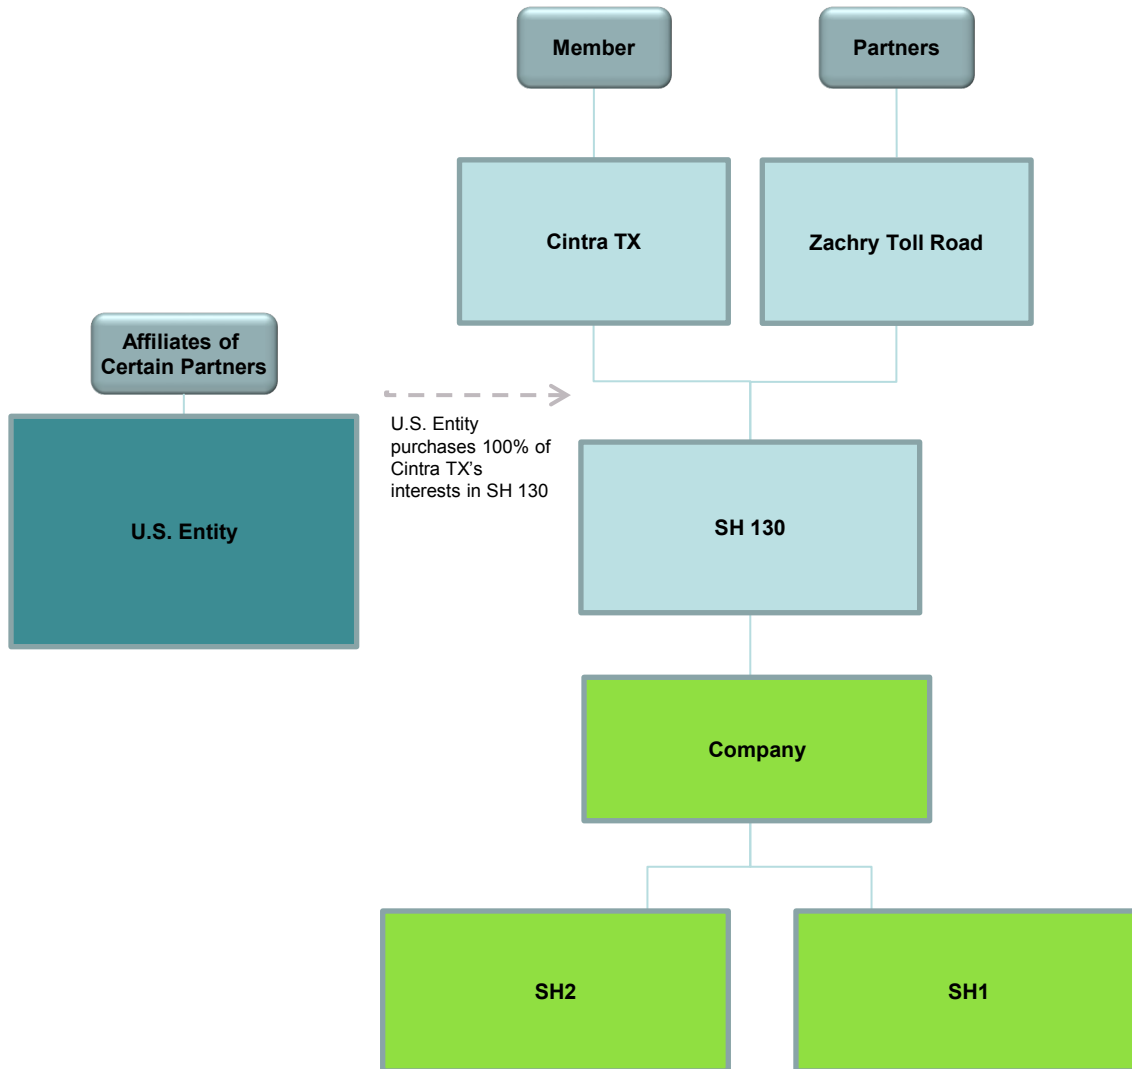 Member
Partners
Cintra TX
Zachry Toll Road
Affiliates of
Certain Partners
U.S. Entity
purchases 100% of
Cintra TX’s
interests in SH 130
U.S. Entity
SH 130
Company
SH2
SH1